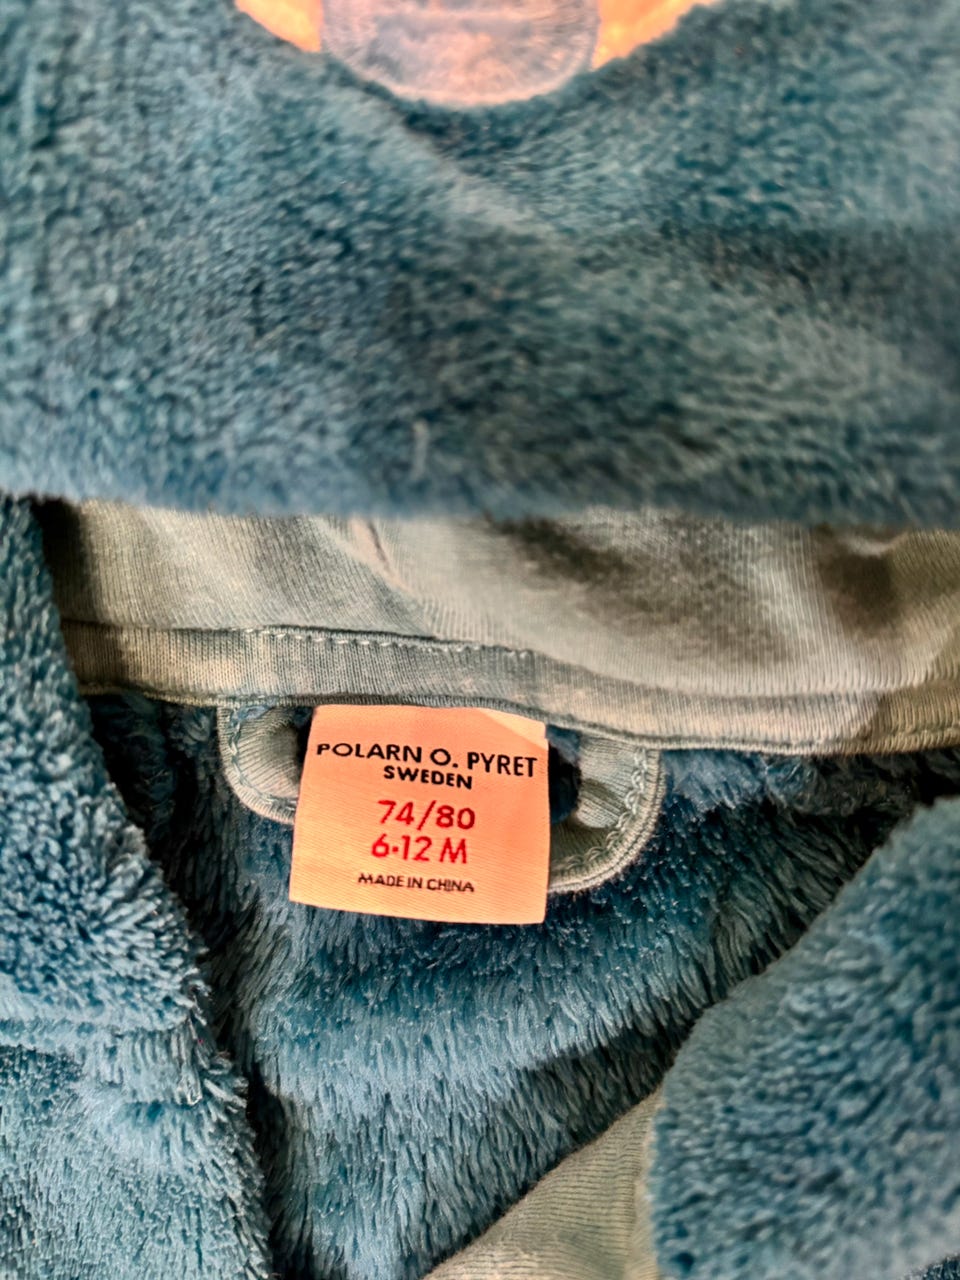 POLARN O. PYRET
SWEDEN
74/80
6-12 M
MADE IN CHINA